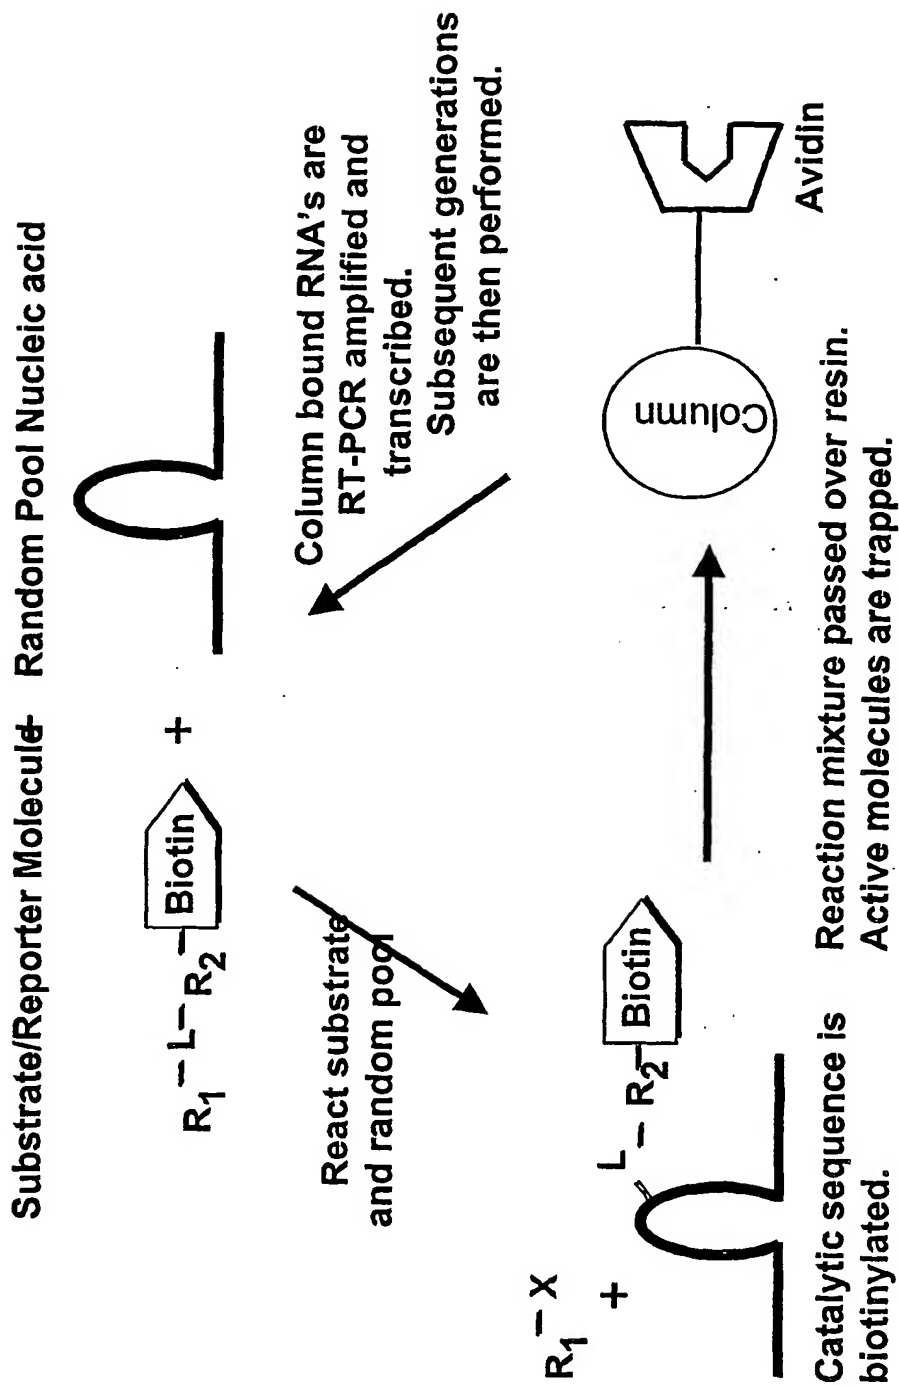 Substrate/Reporter Molecule + Random Pool Nucleic acid
R1 – L – R2 – Biotin +
React substrate
and random pool
Column bound RNA's are
RT-PCR amplified and
transcribed.
Subsequent generations
are then performed.
R1 – X
+
L – R2 – Biotin
Column
Avidin
Catalytic sequence is
biotinylated.
Reaction mixture passed over resin.
Active molecules are trapped.